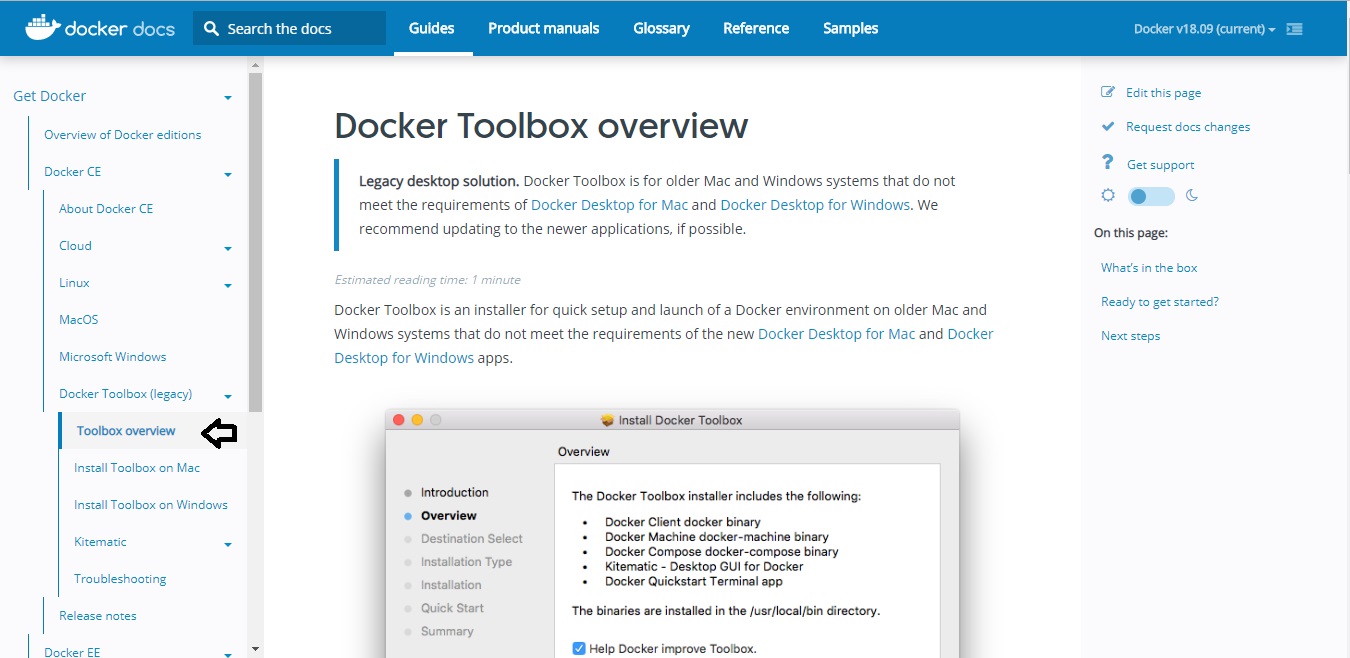 docker docs
Search the docs
Guides
Product manuals
Glossary
Reference
Samples
Docker v18.09 (current)
Get Docker
Overview of Docker editions
Docker CE
About Docker CE
Cloud
Linux
MacOS
Microsoft Windows
Docker Toolbox (legacy)
Toolbox overview
Install Toolbox on Mac
Install Toolbox on Windows
Kitematic
Troubleshooting
Release notes
Docker EE
Docker Toolbox overview
Legacy desktop solution. Docker Toolbox is for older Mac and Windows systems that do not
meet the requirements of Docker Desktop for Mac and Docker Desktop for Windows. We
recommend updating to the newer applications, if possible.
Estimated reading time: 1 minute
Docker Toolbox is an installer for quick setup and launch of a Docker environment on older Mac and
Windows systems that do not meet the requirements of the new Docker Desktop for Mac and Docker
Desktop for Windows apps.
Install Docker Toolbox
Overview
Introduction
Overview
Destination Select
Installation Type
Installation
Quick Start
Summary
The Docker Toolbox installer includes the following:
• Docker Client docker binary
• Docker Machine docker-machine binary
• Docker Compose docker-compose binary
• Kitematic - Desktop GUI for Docker
• Docker Quickstart Terminal app
The binaries are installed in the /usr/local/bin directory.
Help Docker improve Toolbox.
Edit this page
Request docs changes
? Get support
On this page:
What's in the box
Ready to get started?
Next steps